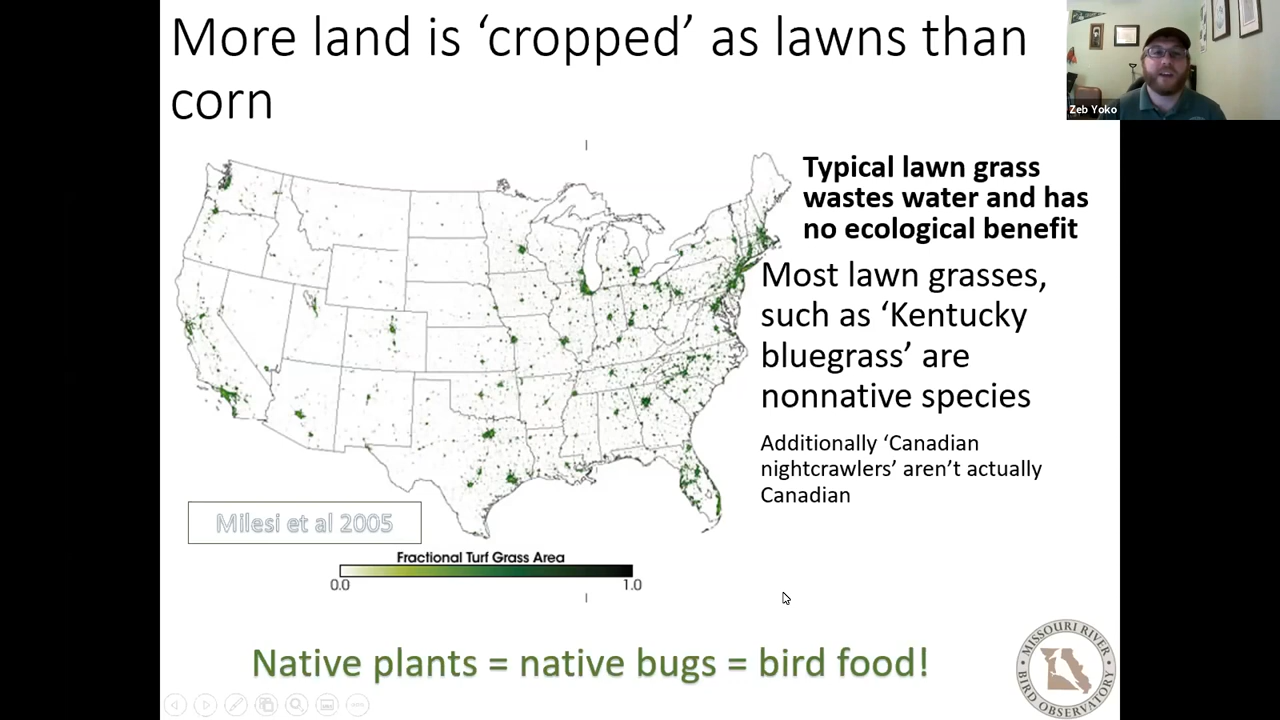 More land is ‘cropped’ as lawns than
corn
Zeb Yoko
Typical lawn grass
wastes water and has
no ecological benefit
Most lawn grasses,
such as ‘Kentucky
bluegrass’ are
nonnative species
Additionally ‘Canadian
nightcrawlers’ aren’t actually
Canadian
Milesi et al 2005
Fractional Turf Grass Area
0.0
1.0
Native plants = native bugs = bird food!
MISSOURI RIVER
BIRD OBSERVATORY